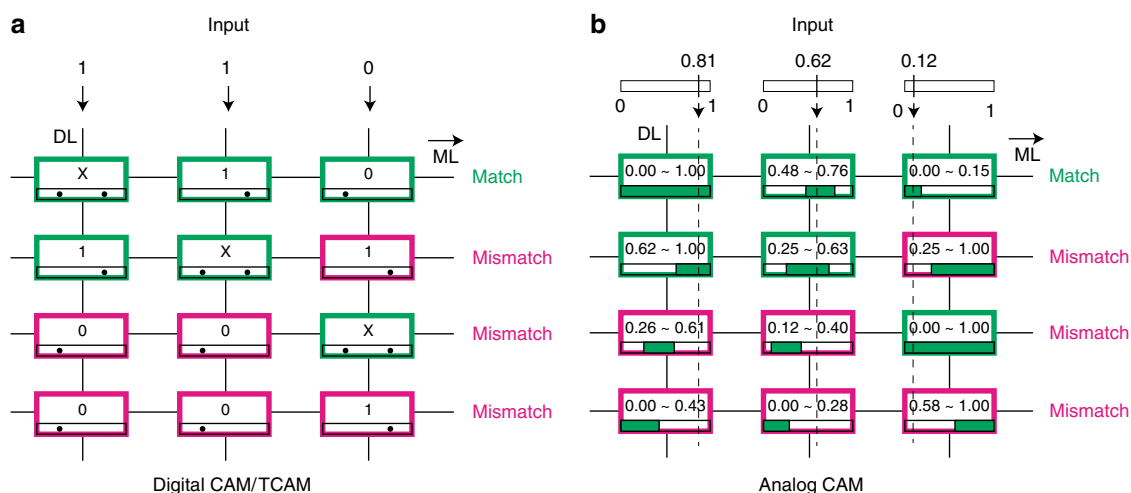 a
Input
1 1 0
DL
ML
X 1 0 Match
1 X 1 Mismatch
0 0 X Mismatch
0 0 1 Mismatch
Digital CAM/TCAM
b
Input
0.81 0.62 0.12
0 1 0 1 0 1
DL
ML
0.00 ~ 1.00 0.48 ~ 0.76 0.00 ~ 0.15 Match
0.62 ~ 1.00 0.25 ~ 0.63 0.25 ~ 1.00 Mismatch
0.26 ~ 0.61 0.12 ~ 0.40 0.00 ~ 1.00 Mismatch
0.00 ~ 0.43 0.00 ~ 0.28 0.58 ~ 1.00 Mismatch
Analog CAM